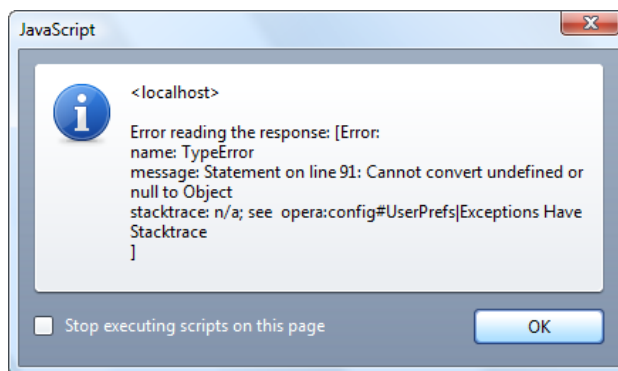 JavaScript
<localhost>
Error reading the response: [Error:
name: TypeError
message: Statement on line 91: Cannot convert undefined or
null to Object
stacktrace: n/a; see  opera:config#UserPrefs|Exceptions Have
Stacktrace
]
Stop executing scripts on this page
OK